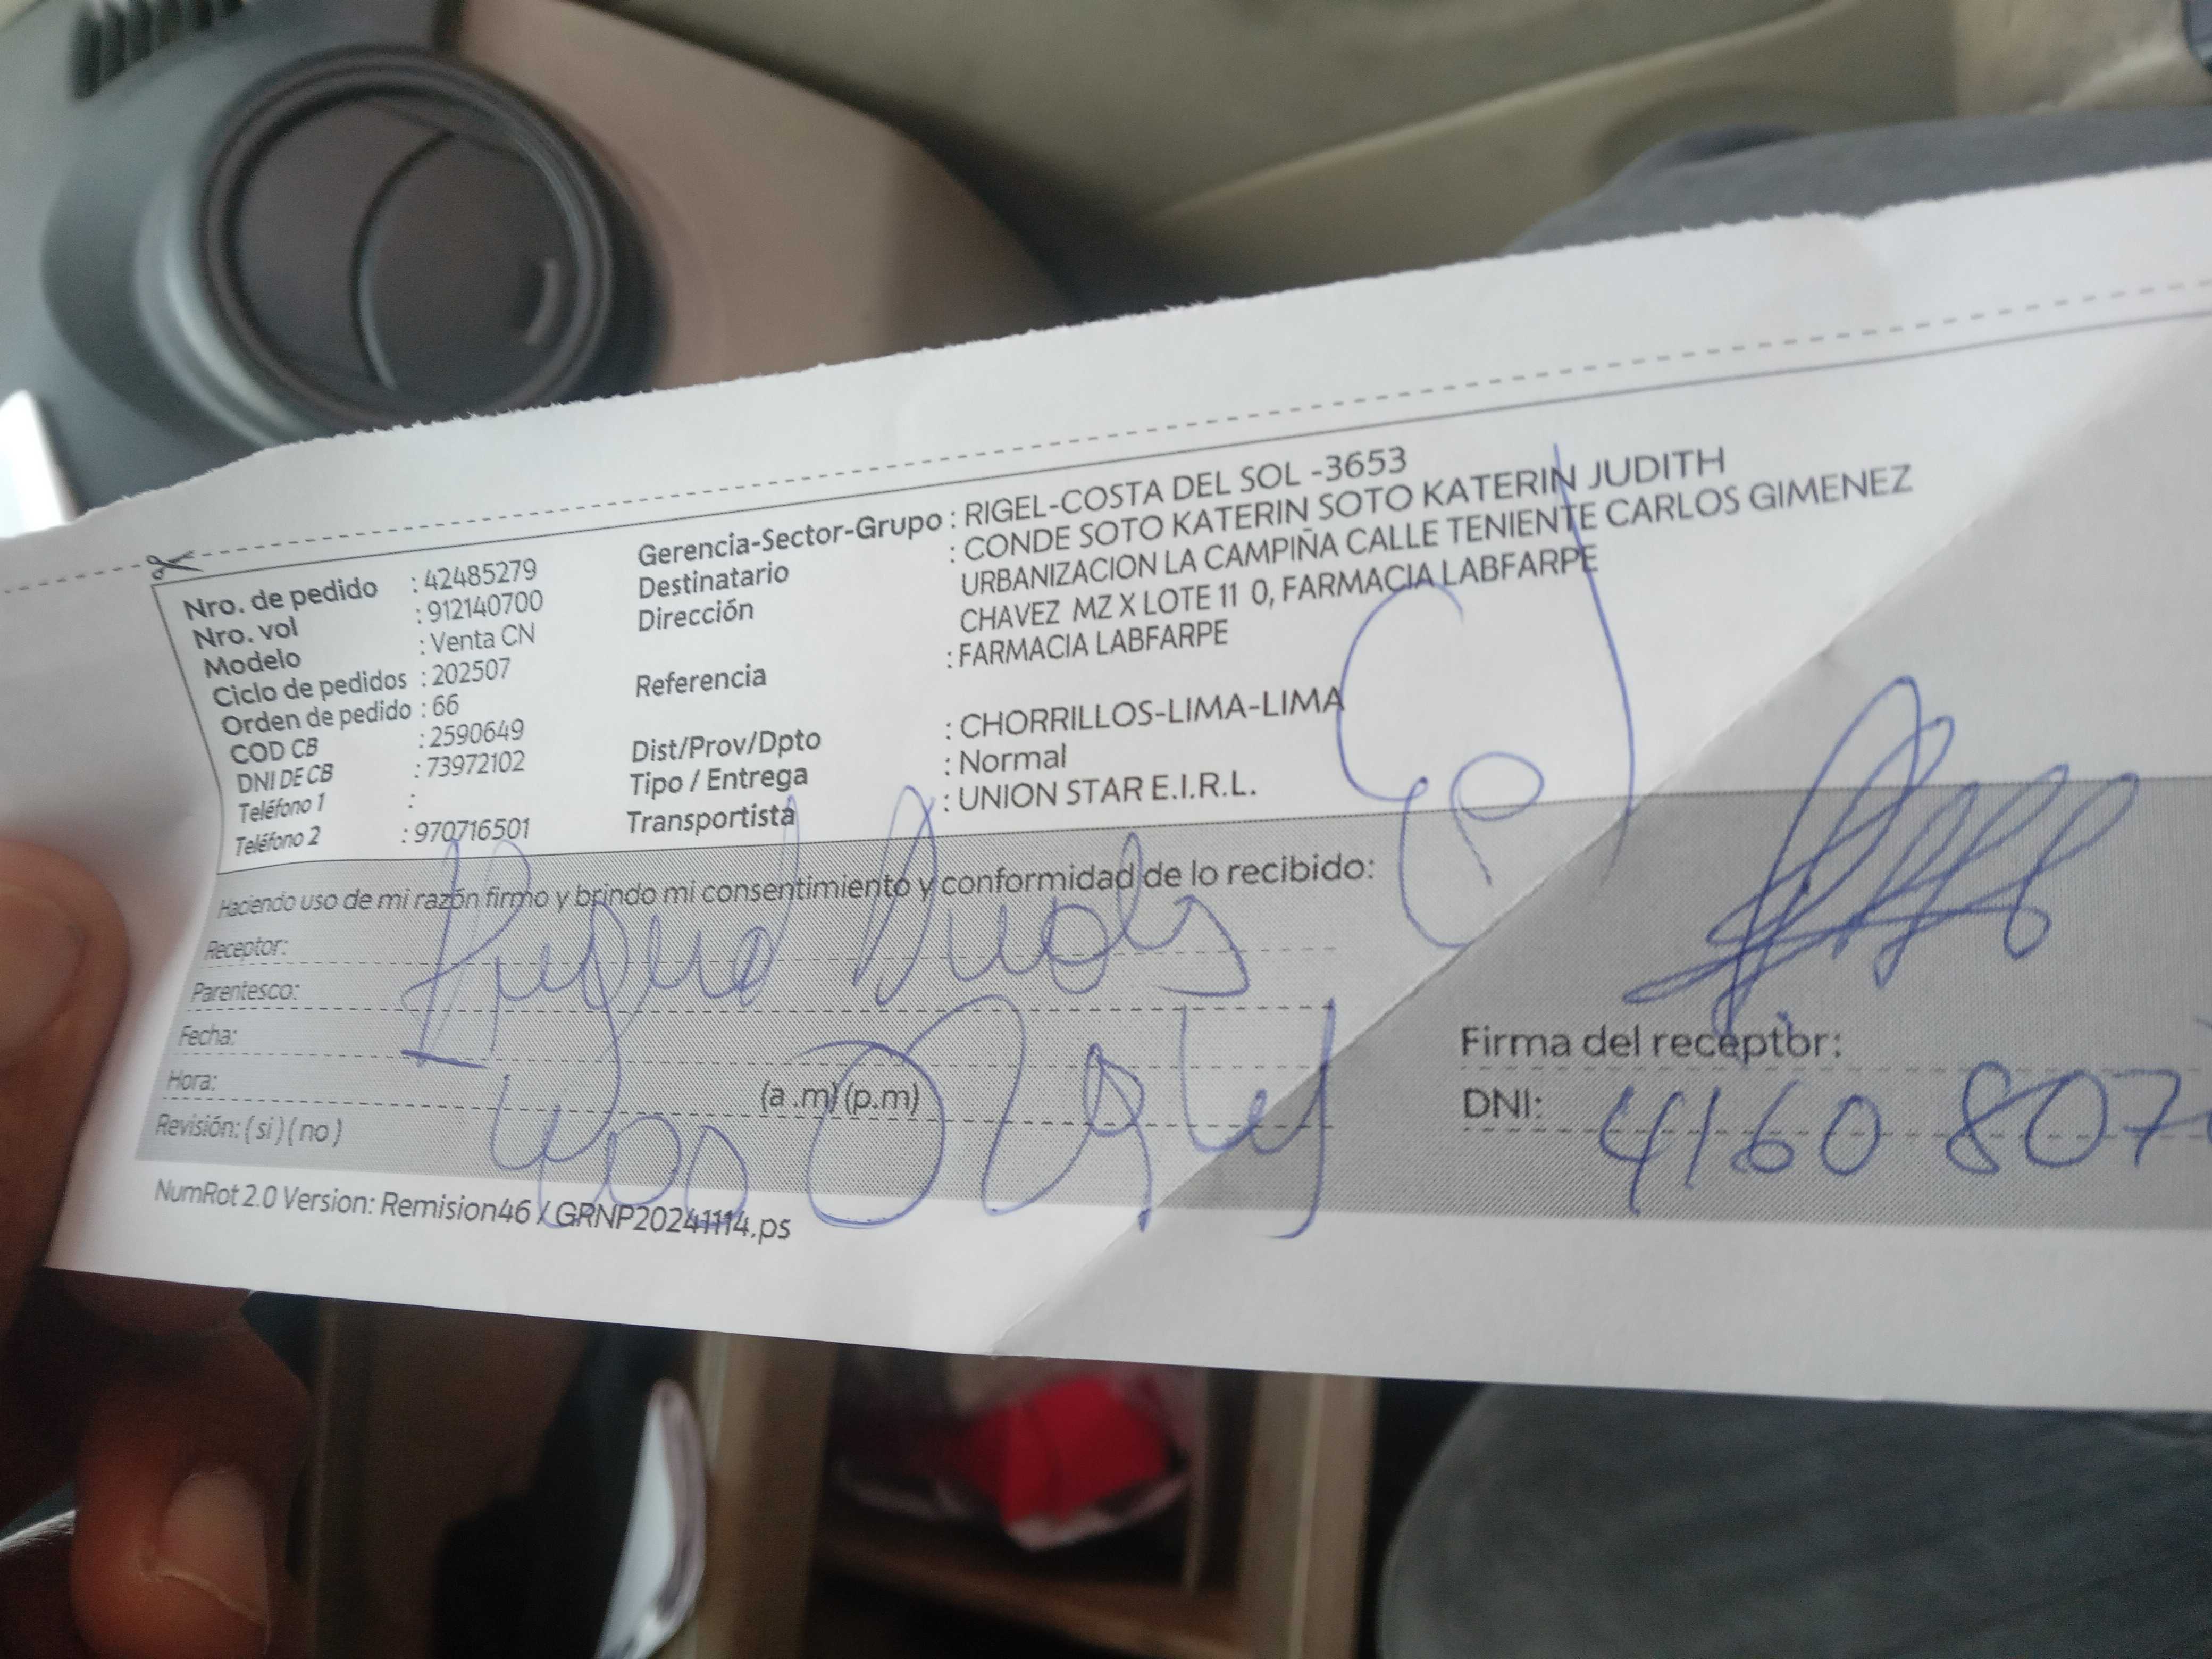 Nro. de pedido : 42485279
Nro. vol : 912140700
Modelo : Venta CN
Ciclo de pedidos : 202507
Orden de pedido : 66
COD CB : 2590649
DNI DE CB : 73972102
Teléfono 1 :
Teléfono 2 : 970716501
Gerencia-Sector-Grupo : RIGEL-COSTA DEL SOL -3653
Destinatario : CONDE SOTO KATERIN SOTO KATERIN JUDITH
Dirección URBANIZACION LA CAMPIÑA CALLE TENIENTE CARLOS GIMENEZ
CHAVEZ MZ X LOTE 11 0, FARMACIA LABFARPE
Referencia : FARMACIA LABFARPE
Dist/Prov/Dpto : CHORRILLOS-LIMA-LIMA
Tipo / Entrega : Normal
Transportista : UNION STAR E.I.R.L.
Haciendo uso de mi razón firmo y brindo mi consentimiento y conformidad de lo recibido:
Receptor:
Parentesco:
Fecha:
Hora: (a .m) (p.m)
Revisión: ( si ) ( no )
Firma del receptor:
DNI: 4160 807
NumRot 2.0 Version: Remision46 / GRNP20241114.ps